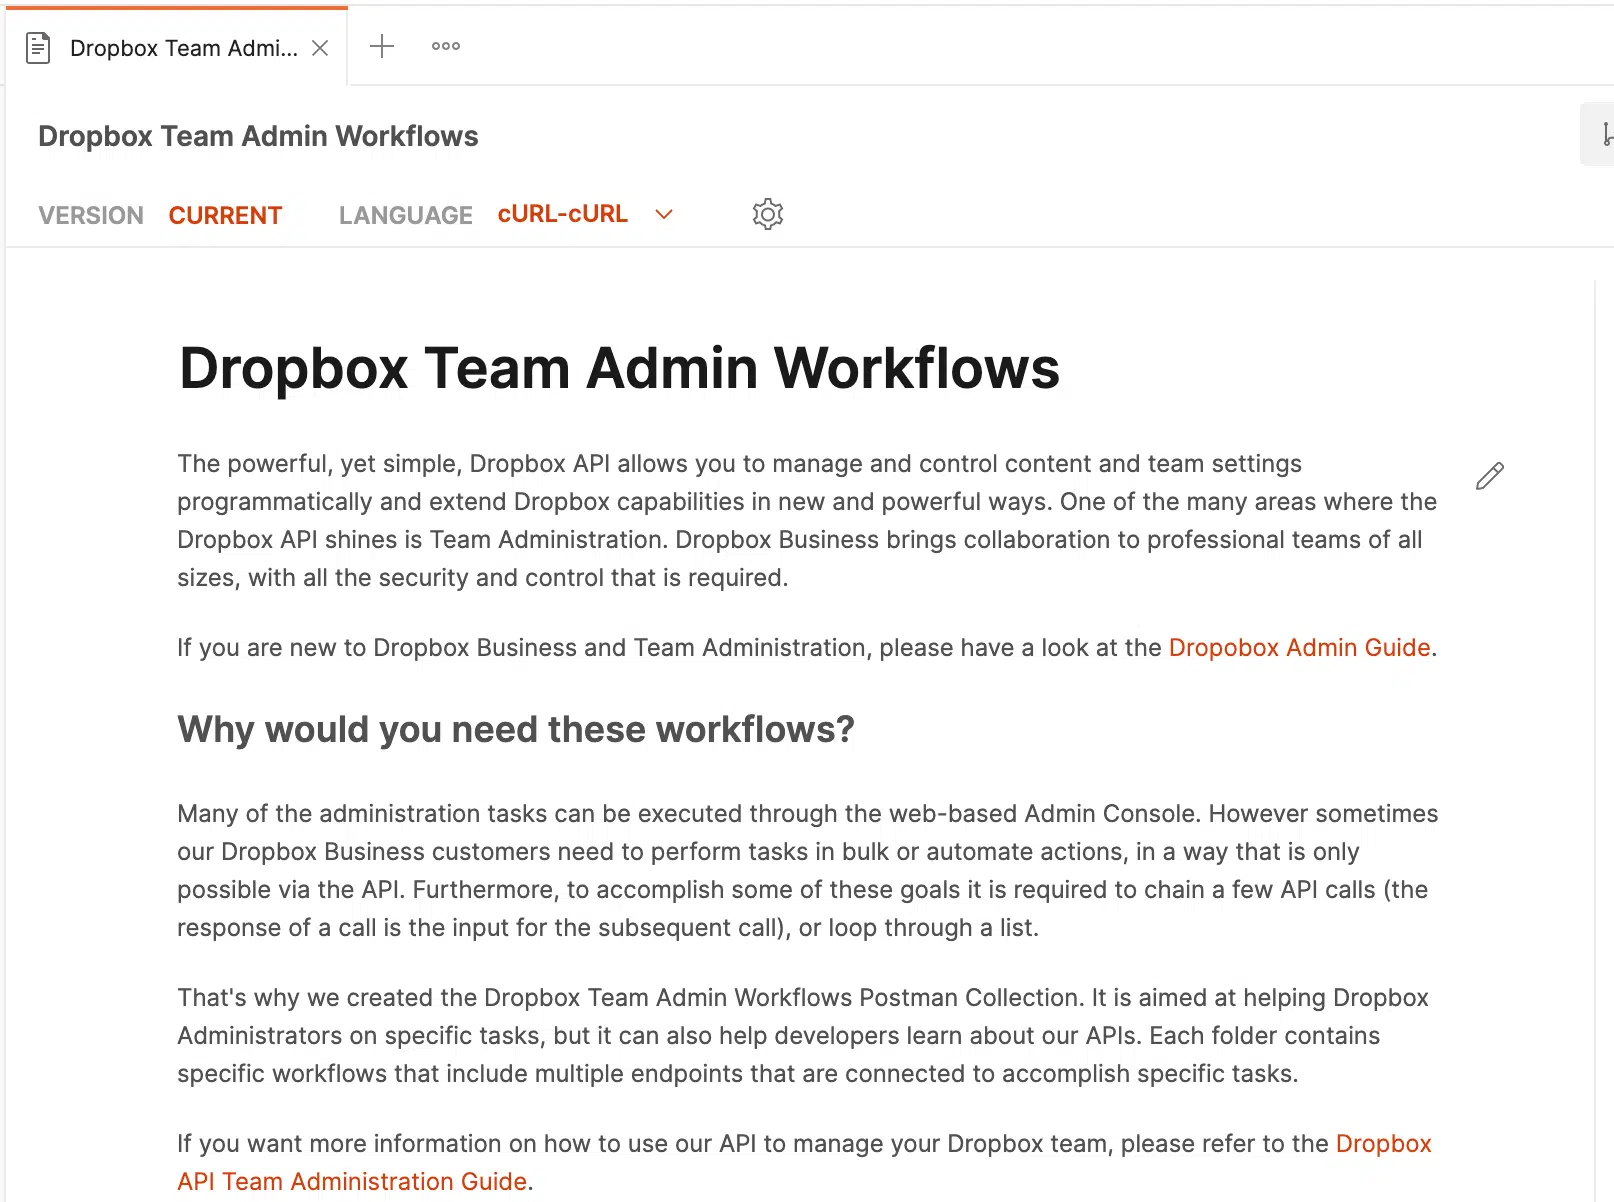 Dropbox Team Admi...
Dropbox Team Admin Workflows
VERSION CURRENT LANGUAGE cURL-cURL
Dropbox Team Admin Workflows
The powerful, yet simple, Dropbox API allows you to manage and control content and team settings
programmatically and extend Dropbox capabilities in new and powerful ways. One of the many areas where the
Dropbox API shines is Team Administration. Dropbox Business brings collaboration to professional teams of all
sizes, with all the security and control that is required.
If you are new to Dropbox Business and Team Administration, please have a look at the Dropobox Admin Guide.
Why would you need these workflows?
Many of the administration tasks can be executed through the web-based Admin Console. However sometimes
our Dropbox Business customers need to perform tasks in bulk or automate actions, in a way that is only
possible via the API. Furthermore, to accomplish some of these goals it is required to chain a few API calls (the
response of a call is the input for the subsequent call), or loop through a list.
That's why we created the Dropbox Team Admin Workflows Postman Collection. It is aimed at helping Dropbox
Administrators on specific tasks, but it can also help developers learn about our APIs. Each folder contains
specific workflows that include multiple endpoints that are connected to accomplish specific tasks.
If you want more information on how to use our API to manage your Dropbox team, please refer to the Dropbox
API Team Administration Guide.